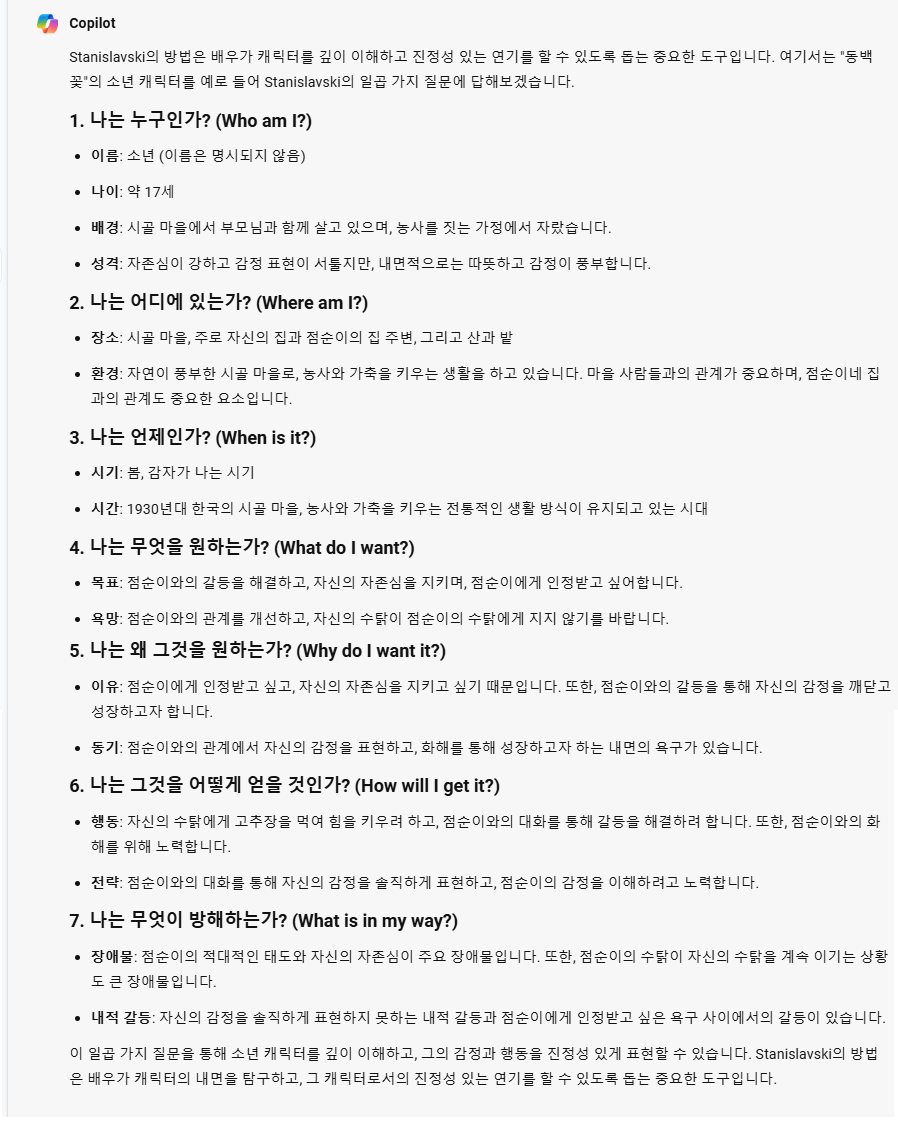 Copilot
Stanislavski의 방법은 배우가 캐릭터를 깊이 이해하고 진정성 있는 연기를 할 수 있도록 돕는 중요한 도구입니다. 여기서는 "동백
꽃"의 소년 캐릭터를 예로 들어 Stanislavski의 일곱 가지 질문에 답해보겠습니다.
1. 나는 누구인가? (Who am I?)
• 이름: 소년 (이름은 명시되지 않음)
• 나이: 약 17세
• 배경: 시골 마을에서 부모님과 함께 살고 있으며, 농사를 짓는 가정에서 자랐습니다.
• 성격: 자존심이 강하고 감정 표현이 서툴지만, 내면적으로는 따뜻하고 감정이 풍부합니다.
2. 나는 어디에 있는가? (Where am I?)
• 장소: 시골 마을, 주로 자신의 집과 점순이의 집 주변, 그리고 산과 밭
• 환경: 자연이 풍부한 시골 마을로, 농사와 가축을 키우는 생활을 하고 있습니다. 마을 사람들과의 관계가 중요하며, 점순이네 집
과의 관계도 중요한 요소입니다.
3. 나는 언제인가? (When is it?)
• 시기: 봄, 감자가 나는 시기
• 시간: 1930년대 한국의 시골 마을, 농사와 가축을 키우는 전통적인 생활 방식이 유지되고 있는 시대
4. 나는 무엇을 원하는가? (What do I want?)
• 목표: 점순이와의 갈등을 해결하고, 자신의 자존심을 지키며, 점순이에게 인정받고 싶어합니다.
• 욕망: 점순이와의 관계를 개선하고, 자신의 수탉이 점순이의 수탉에게 지지 않기를 바랍니다.
5. 나는 왜 그것을 원하는가? (Why do I want it?)
• 이유: 점순이에게 인정받고 싶고, 자신의 자존심을 지키고 싶기 때문입니다. 또한, 점순이와의 갈등을 통해 자신의 감정을 깨닫고
성장하고자 합니다.
• 동기: 점순이와의 관계에서 자신의 감정을 표현하고, 화해를 통해 성장하고자 하는 내면의 욕구가 있습니다.
6. 나는 그것을 어떻게 얻을 것인가? (How will I get it?)
• 행동: 자신의 수탉에게 고추장을 먹여 힘을 키우려 하고, 점순이와의 대화를 통해 갈등을 해결하려 합니다. 또한, 점순이와의 화
해를 위해 노력합니다.
• 전략: 점순이와의 대화를 통해 자신의 감정을 솔직하게 표현하고, 점순이의 감정을 이해하려고 노력합니다.
7. 나는 무엇이 방해하는가? (What is in my way?)
• 장애물: 점순이의 적대적인 태도와 자신의 자존심이 주요 장애물입니다. 또한, 점순이의 수탉이 자신의 수탉을 계속 이기는 상황
도 큰 장애물입니다.
• 내적 갈등: 자신의 감정을 솔직하게 표현하지 못하는 내적 갈등과 점순이에게 인정받고 싶은 욕구 사이에서의 갈등이 있습니다.
이 일곱 가지 질문을 통해 소년 캐릭터를 깊이 이해하고, 그의 감정과 행동을 진정성 있게 표현할 수 있습니다. Stanislavski의 방법
은 배우가 캐릭터의 내면을 탐구하고, 그 캐릭터로서의 진정성 있는 연기를 할 수 있도록 돕는 중요한 도구입니다.